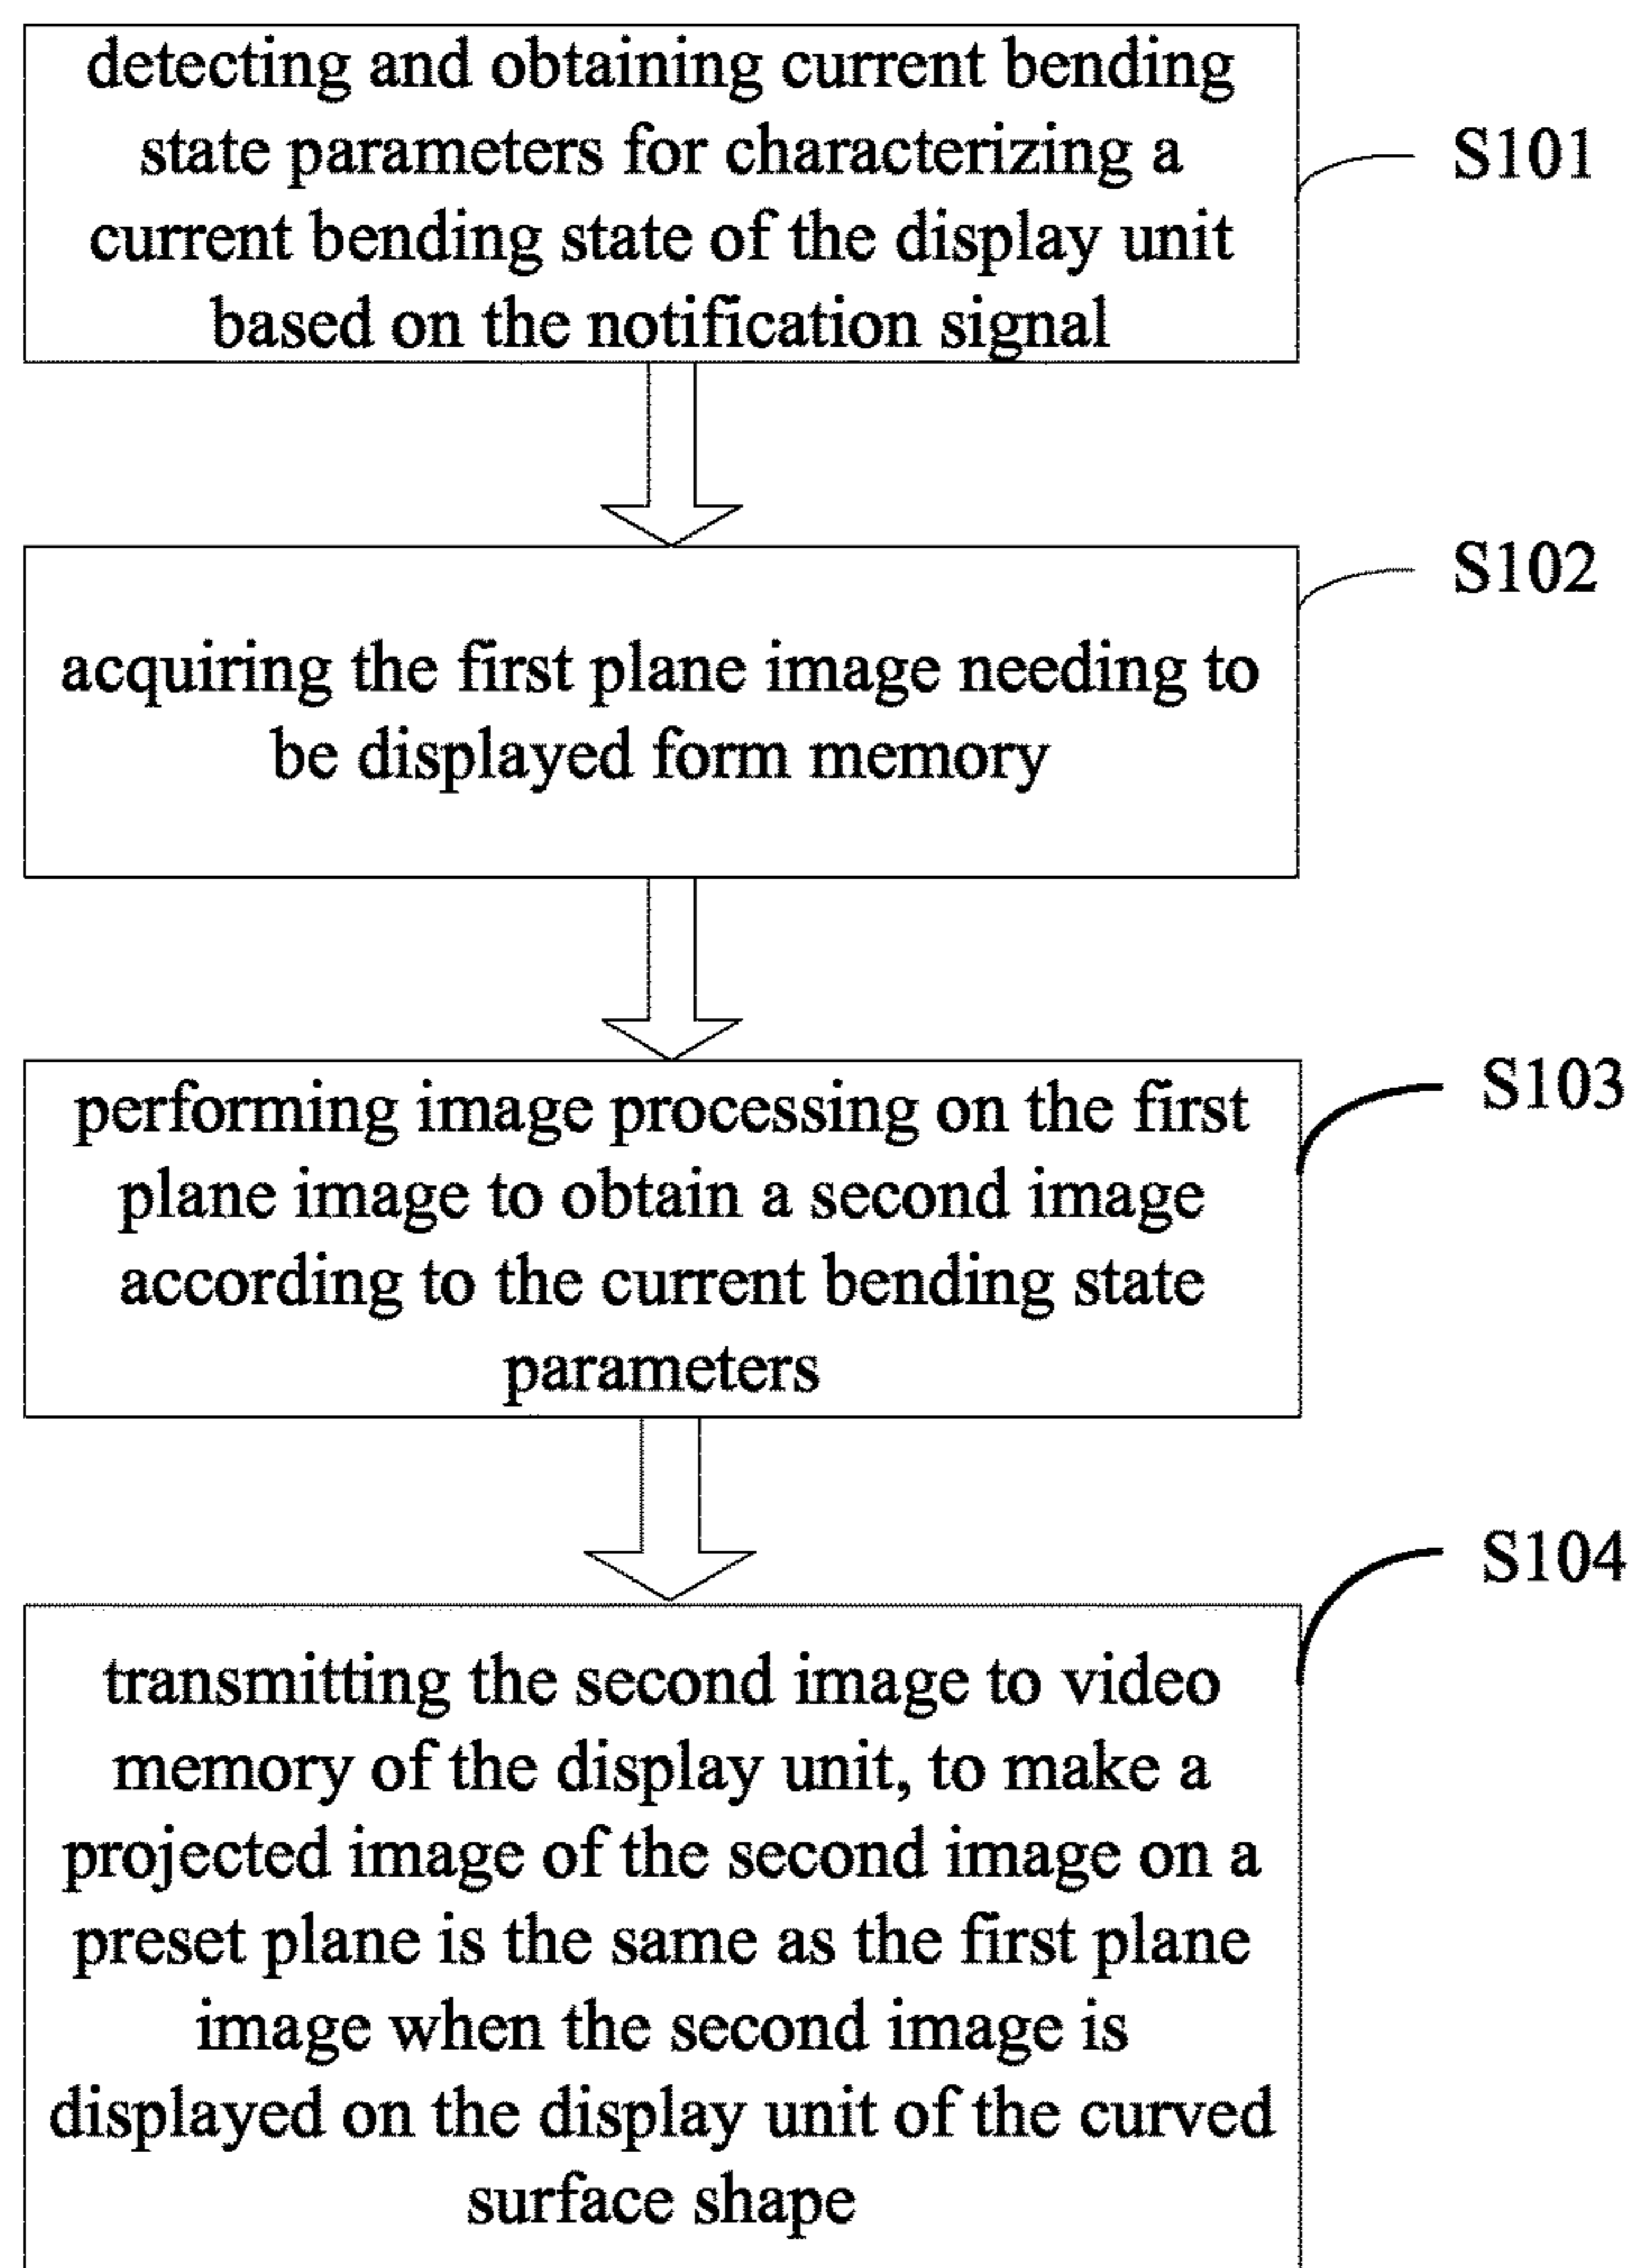 detecting and obtaining current bending
state parameters for characterizing a
current bending state of the display unit
based on the notification signal
S101
acquiring the first plane image needing to
be displayed form memory
S102
performing image processing on the first
plane image to obtain a second image
according to the current bending state
parameters
S103
transmitting the second image to video
memory of the display unit, to make a
projected image of the second image on a
preset plane is the same as the first plane
image when the second image is
displayed on the display unit of the curved
surface shape
S104